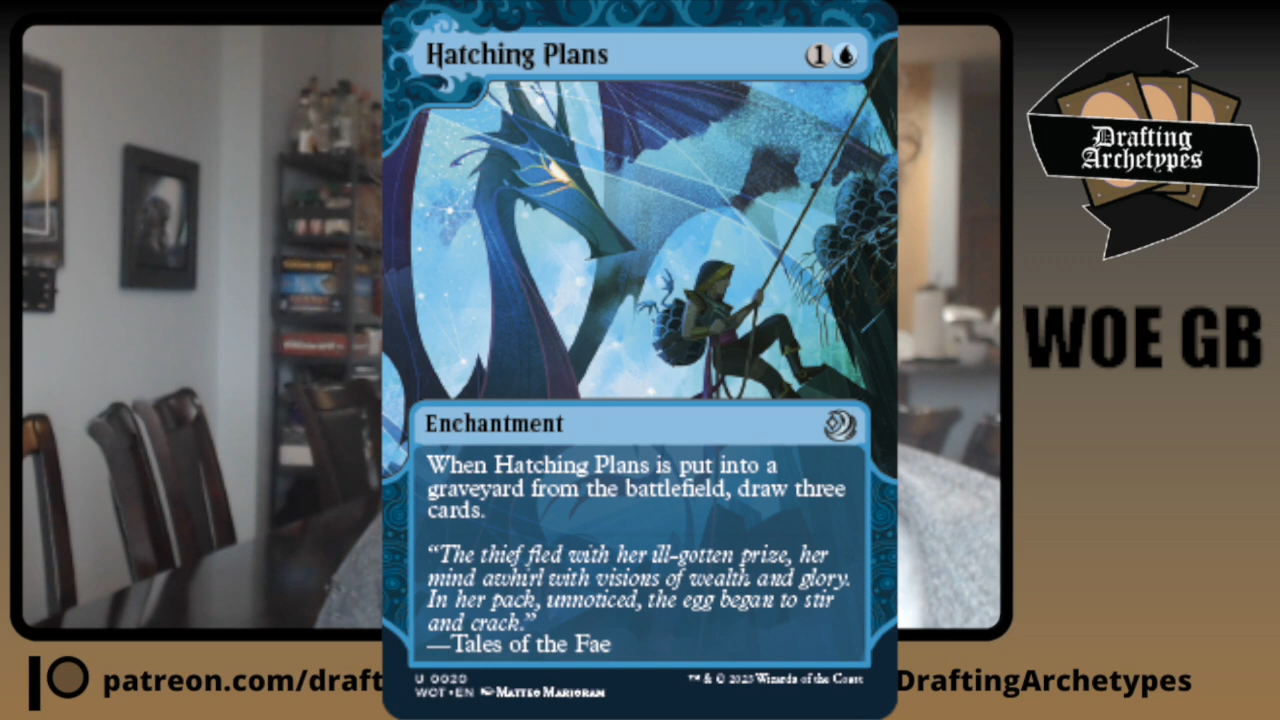 Hatching Plans
1
Drafting
Archetypes
WOE GB
Enchantment
When Hatching Plans is put into a
graveyard from the battlefield, draw three
cards.
“The thief fled with her ill-gotten prize, her
mind awhirl with visions of wealth and glory.
In her pack, unnoticed, the egg began to stir
and crack.”
—Tales of the Fae
U 0020
WOT • EN Matteo Marjoram
™ & © 2023 Wizards of the Coast
patreon.com/draft
DraftingArchetypes